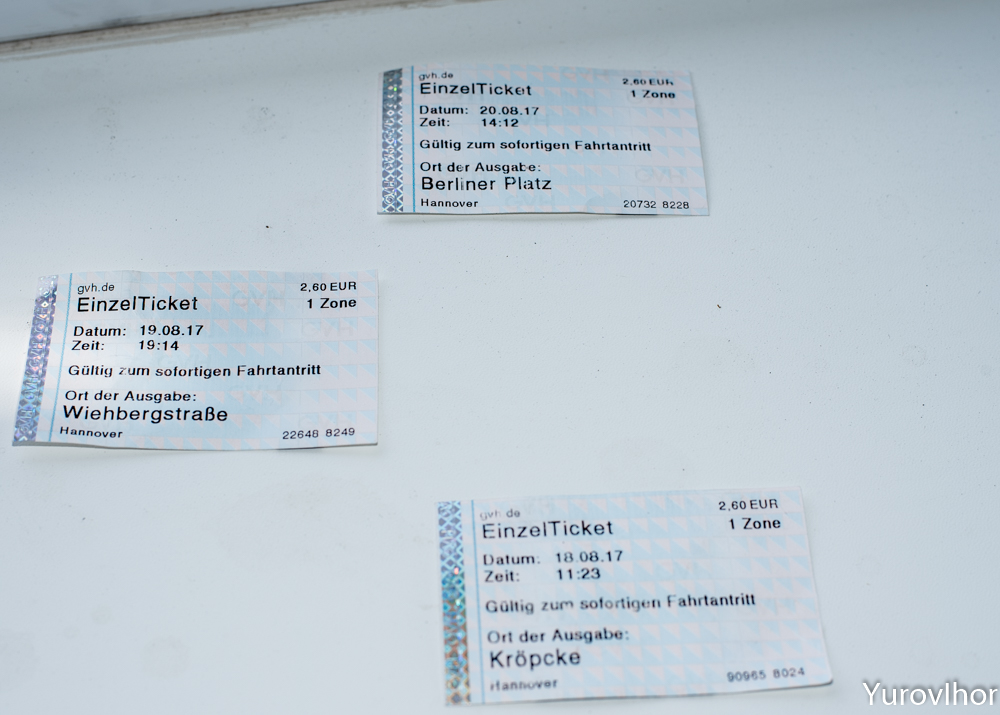 gvh.de 2,60 EUR
EinzelTicket 1 Zone
Datum: 20.08.17
Zeit: 14:12
Gültig zum sofortigen Fahrtantritt
Ort der Ausgabe:
Berliner Platz
Hannover 20732 8228
gvh.de 2,60 EUR
EinzelTicket 1 Zone
Datum: 19.08.17
Zeit: 19:14
Gültig zum sofortigen Fahrtantritt
Ort der Ausgabe:
Wiehbergstraße
Hannover 22648 8249
gvh.de 2,60 EUR
EinzelTicket 1 Zone
Datum: 18.08.17
Zeit: 11:23
Gültig zum sofortigen Fahrtantritt
Ort der Ausgabe:
Kröpcke
Hannover 90965 8024
Yurovlhor